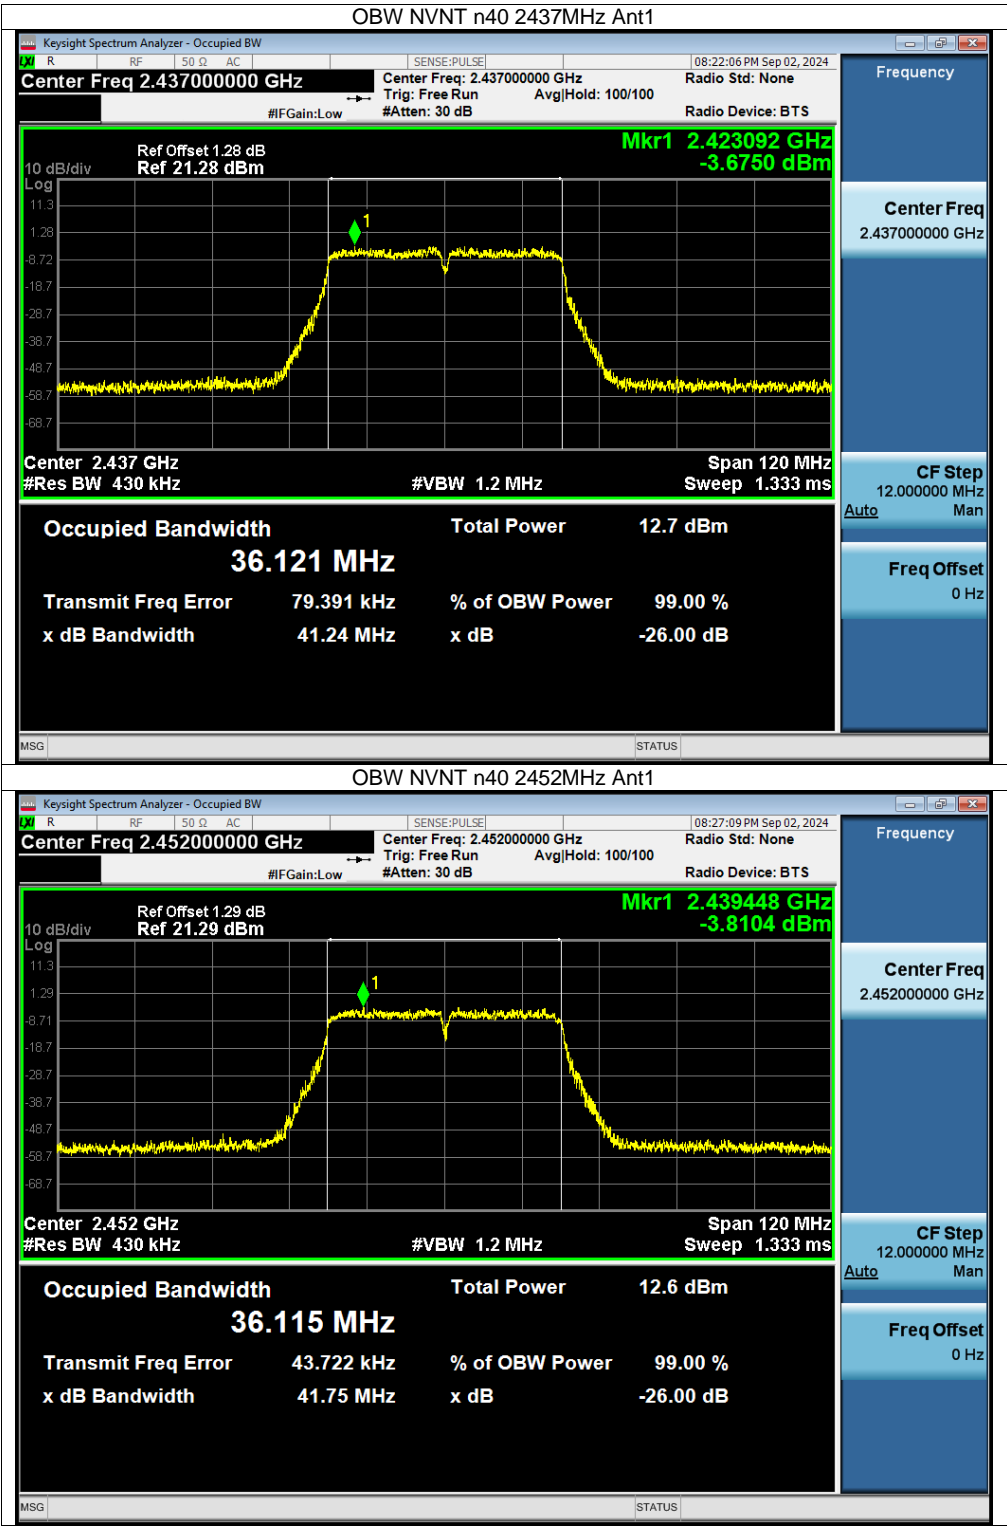 OBW NVNT n40 2437MHz Ant1
Keysight Spectrum Analyzer - Occupied BW
LXI R RF 50 Ω AC SENSE:PULSE 08:22:06 PM Sep 02, 2024
Center Freq 2.437000000 GHz
Center Freq: 2.437000000 GHz
Radio Std: None
Trig: Free Run Avg|Hold: 100/100
#IFGain:Low #Atten: 30 dB Radio Device: BTS
Frequency
Mkr1 2.423092 GHz
-3.6750 dBm
Ref Offset 1.28 dB
10 dB/div Ref 21.28 dBm
Log
11.3
1.28
-8.72
-18.7
-28.7
-38.7
-48.7
-58.7
-68.7
1
Center 2.437 GHz Span 120 MHz
#Res BW 430 kHz #VBW 1.2 MHz Sweep 1.333 ms
Center Freq
2.437000000 GHz
CF Step
12.000000 MHz
Auto Man
Freq Offset
0 Hz
Occupied Bandwidth Total Power 12.7 dBm
36.121 MHz
Transmit Freq Error 79.391 kHz % of OBW Power 99.00 %
x dB Bandwidth 41.24 MHz x dB -26.00 dB
MSG STATUS
OBW NVNT n40 2452MHz Ant1
Keysight Spectrum Analyzer - Occupied BW
LXI R RF 50 Ω AC SENSE:PULSE 08:27:09 PM Sep 02, 2024
Center Freq 2.452000000 GHz
Center Freq: 2.452000000 GHz
Radio Std: None
Trig: Free Run Avg|Hold: 100/100
#IFGain:Low #Atten: 30 dB Radio Device: BTS
Frequency
Mkr1 2.439448 GHz
-3.8104 dBm
Ref Offset 1.29 dB
10 dB/div Ref 21.29 dBm
Log
11.3
1.29
-8.71
-18.7
-28.7
-38.7
-48.7
-58.7
-68.7
1
Center 2.452 GHz Span 120 MHz
#Res BW 430 kHz #VBW 1.2 MHz Sweep 1.333 ms
Center Freq
2.452000000 GHz
CF Step
12.000000 MHz
Auto Man
Freq Offset
0 Hz
Occupied Bandwidth Total Power 12.6 dBm
36.115 MHz
Transmit Freq Error 43.722 kHz % of OBW Power 99.00 %
x dB Bandwidth 41.75 MHz x dB -26.00 dB
MSG STATUS